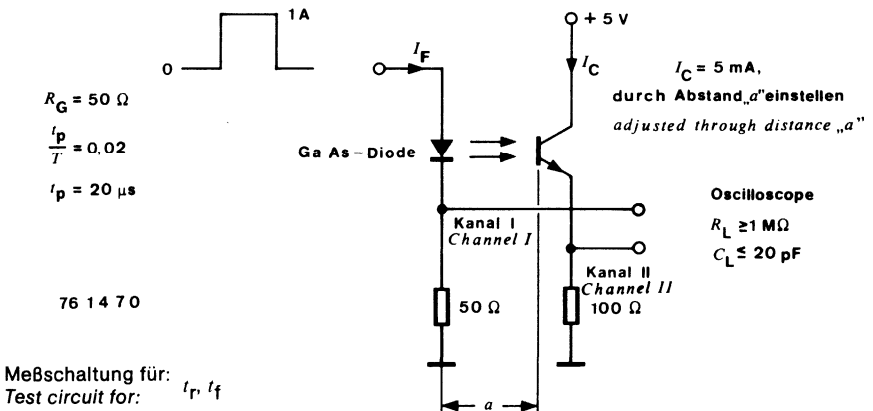 1A
0
R_G = 50 Ω
t_p/T = 0,02
t_p = 20 µs
I_F
+ 5 V
I_C
I_C = 5 mA,
durch Abstand „a" einstellen
adjusted through distance „a"
Ga As-Diode
Oscilloscope
R_L ≥1 MΩ
C_L ≤ 20 pF
Kanal I
Channel I
Kanal II
Channel II
50 Ω
100 Ω
76 14 70
Meßschaltung für:
Test circuit for:
t_r, t_f
a